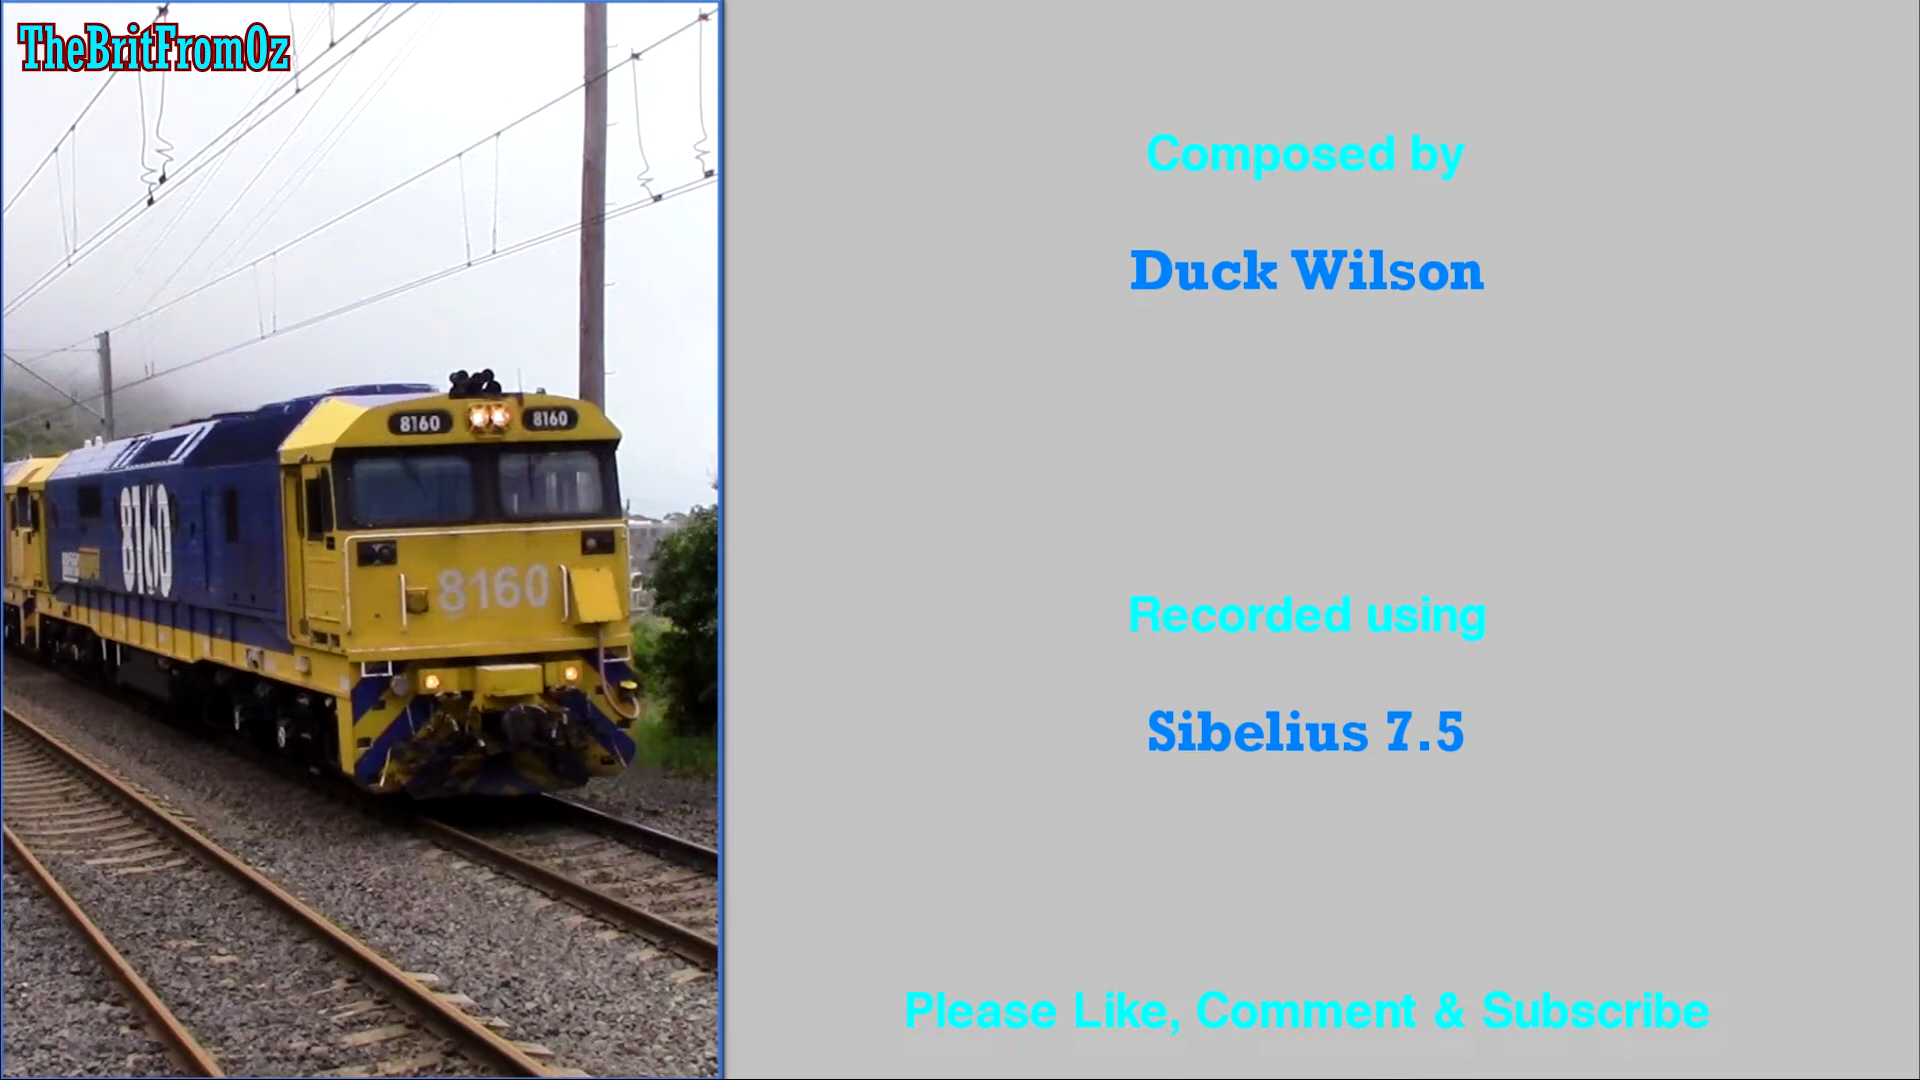 TheBritFromOz
8160
8160
8160
8160
Composed by
Duck Wilson
Recorded using
Sibelius 7.5
Please Like, Comment & Subscribe